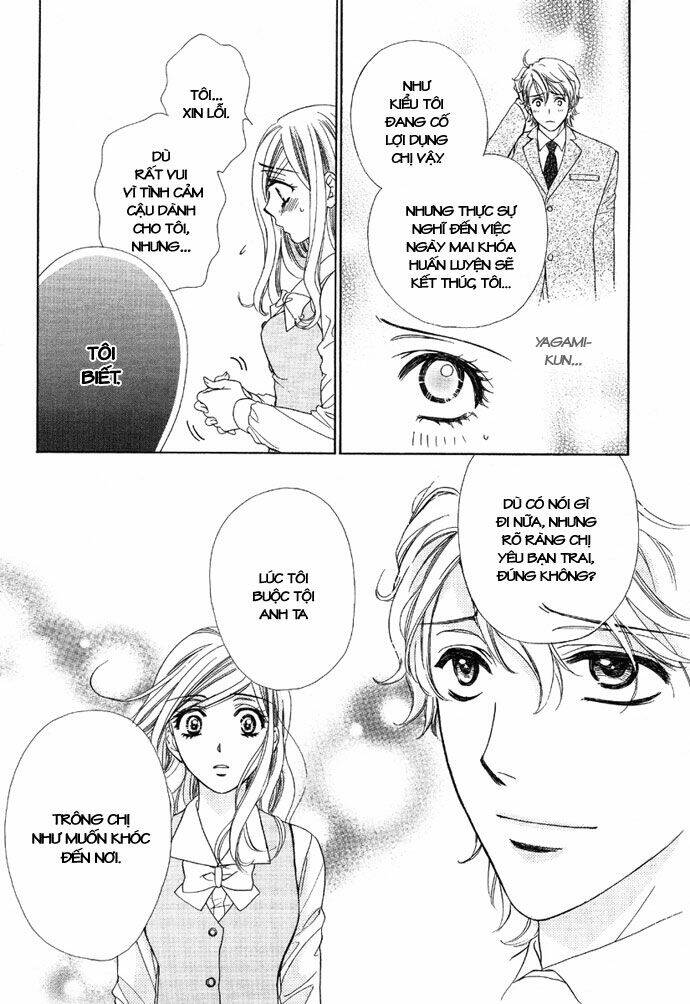 NHƯ
KIỂU TÔI
ĐANG CỐ
LỢI DỤNG
CHỊ VẬY.
NHƯNG THỰC SỰ
NGHĨ ĐẾN VIỆC
NGÀY MAI KHÓA
HUẤN LUYỆN SẼ
KẾT THÚC, TÔI...
YAGAMI-
KUN...
TÔI...
XIN LỖI.
DÙ
RẤT VUI
VÌ TÌNH CẢM
CẬU DÀNH
CHO TÔI,
NHƯNG...
TÔI
BIẾT.
DÙ CÓ NÓI GÌ
ĐI NỮA, NHƯNG
RÕ RÀNG CHỊ
YÊU BẠN TRAI,
ĐÚNG KHÔNG?
LÚC TÔI
BUỘC TỘI
ANH TA
TRÔNG CHỊ
NHƯ MUỐN KHÓC
ĐẾN NƠI.